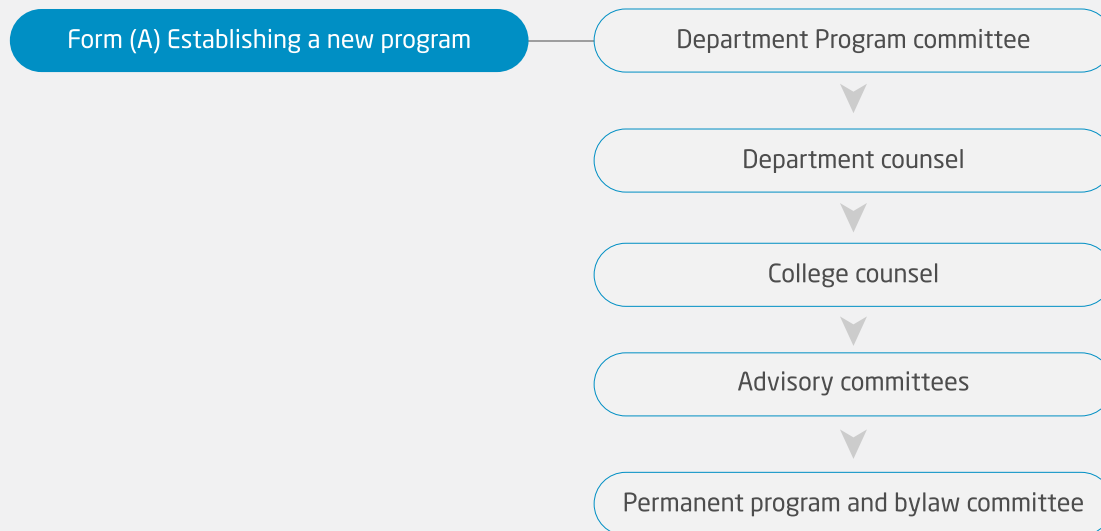 Form (A) Establishing a new program
Department Program committee
Department counsel
College counsel
Advisory committees
Permanent program and bylaw committee